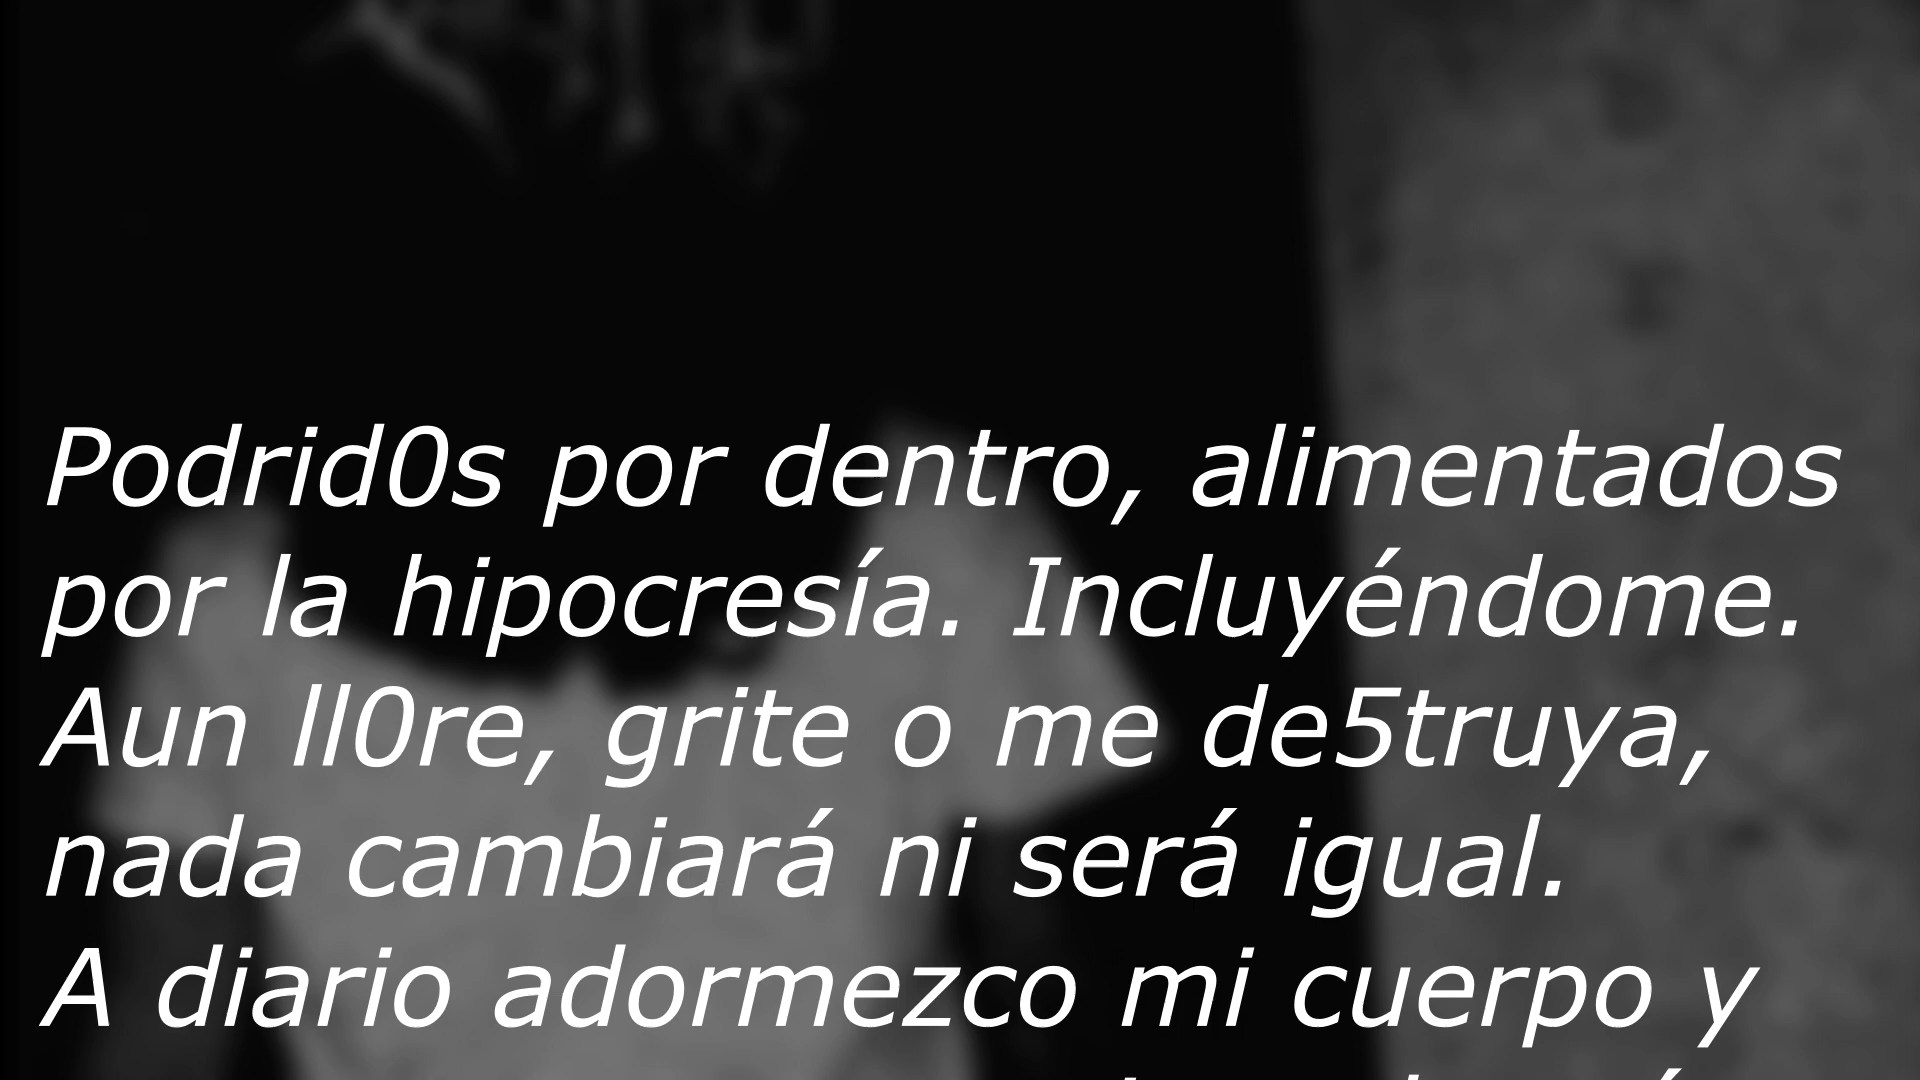 Podrid0s por dentro, alimentados
por la hipocresía. Incluyéndome.
Aun ll0re, grite o me de5truya,
nada cambiará ni será igual.
A diario adormezco mi cuerpo y